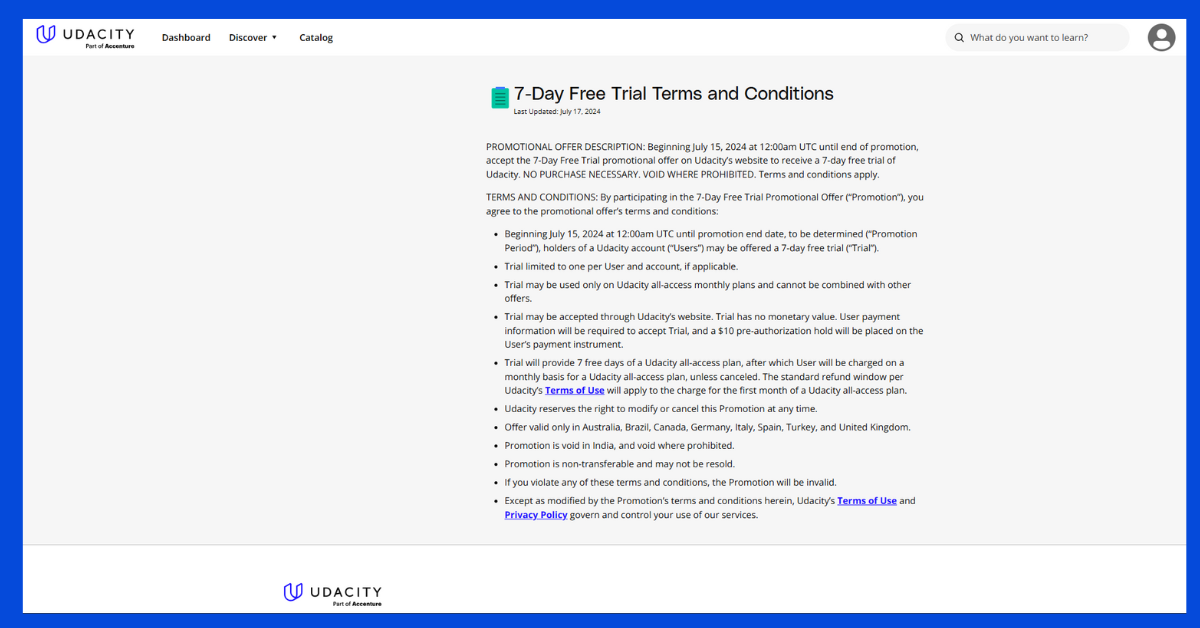 UDACITY
Part of Accenture
Dashboard
Discover
Catalog
What do you want to learn?
7-Day Free Trial Terms and Conditions
Last Updated: July 17, 2024
PROMOTIONAL OFFER DESCRIPTION: Beginning July 15, 2024 at 12:00am UTC until end of promotion,
accept the 7-Day Free Trial promotional offer on Udacity's website to receive a 7-day free trial of
Udacity. NO PURCHASE NECESSARY. VOID WHERE PROHIBITED. Terms and conditions apply.
TERMS AND CONDITIONS: By participating in the 7-Day Free Trial Promotional Offer (“Promotion”), you
agree to the promotional offer's terms and conditions:
• Beginning July 15, 2024 at 12:00am UTC until promotion end date, to be determined (“Promotion
Period”), holders of a Udacity account (“Users”) may be offered a 7-day free trial (“Trial”).
• Trial limited to one per User and account, if applicable.
• Trial may be used only on Udacity all-access monthly plans and cannot be combined with other
offers.
• Trial may be accepted through Udacity's website. Trial has no monetary value. User payment
information will be required to accept Trial, and a $10 pre-authorization hold will be placed on the
User's payment instrument.
• Trial will provide 7 free days of a Udacity all-access plan, after which User will be charged on a
monthly basis for a Udacity all-access plan, unless canceled. The standard refund window per
Udacity's Terms of Use will apply to the charge for the first month of a Udacity all-access plan.
• Udacity reserves the right to modify or cancel this Promotion at any time.
• Offer valid only in Australia, Brazil, Canada, Germany, Italy, Spain, Turkey, and United Kingdom.
• Promotion is void in India, and void where prohibited.
• Promotion is non-transferable and may not be resold.
• If you violate any of these terms and conditions, the Promotion will be invalid.
• Except as modified by the Promotion's terms and conditions herein, Udacity's Terms of Use and
Privacy Policy govern and control your use of our services.
UDACITY
Part of Accenture